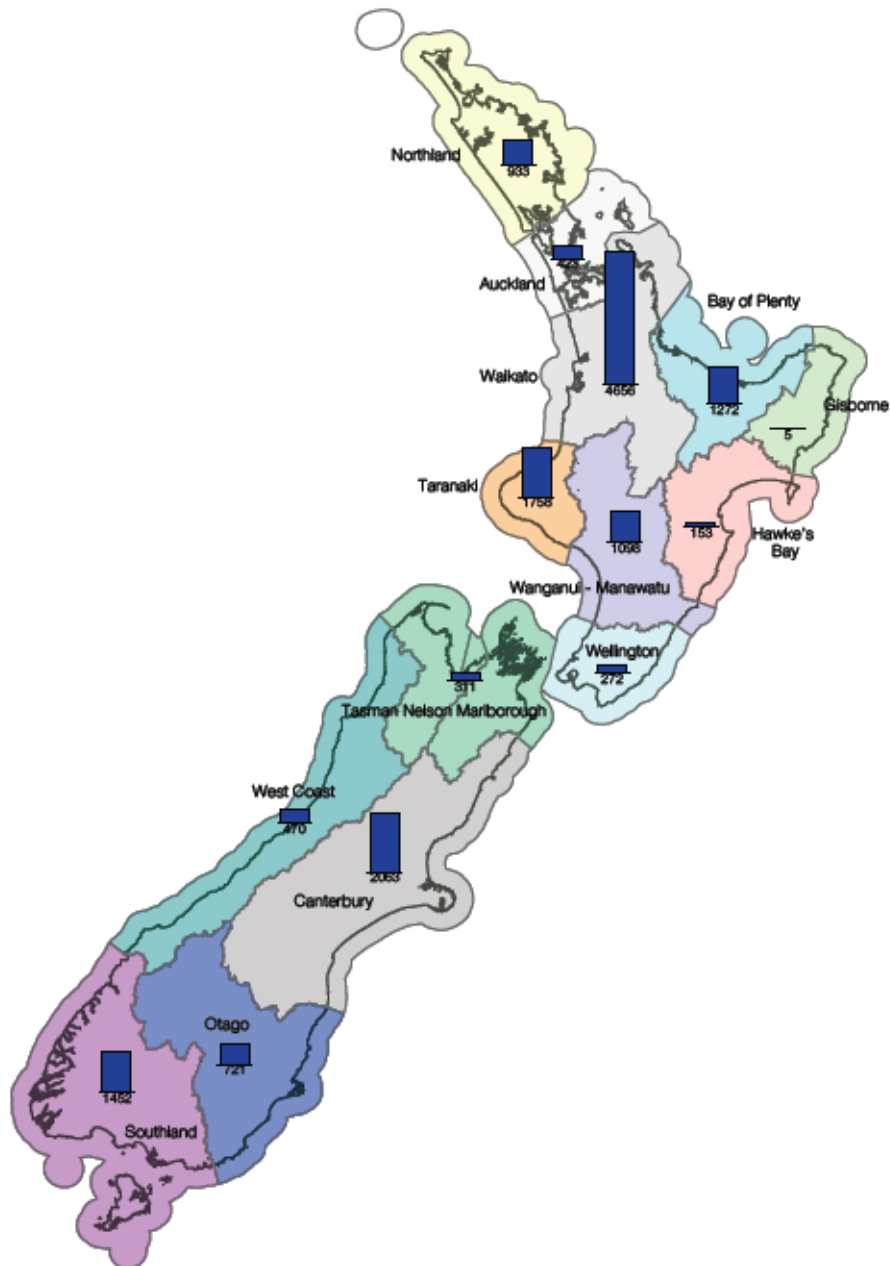 Northland
933
Auckland
423
Bay of Plenty
Waikato
4656
1272
Gisborne
5
Taranaki
1758
1098
153
Hawke's
Bay
Wanganui - Manawatu
Wellington
272
311
Tasman Nelson Marlborough
West Coast
470
2063
Canterbury
Otago
721
1452
Southland